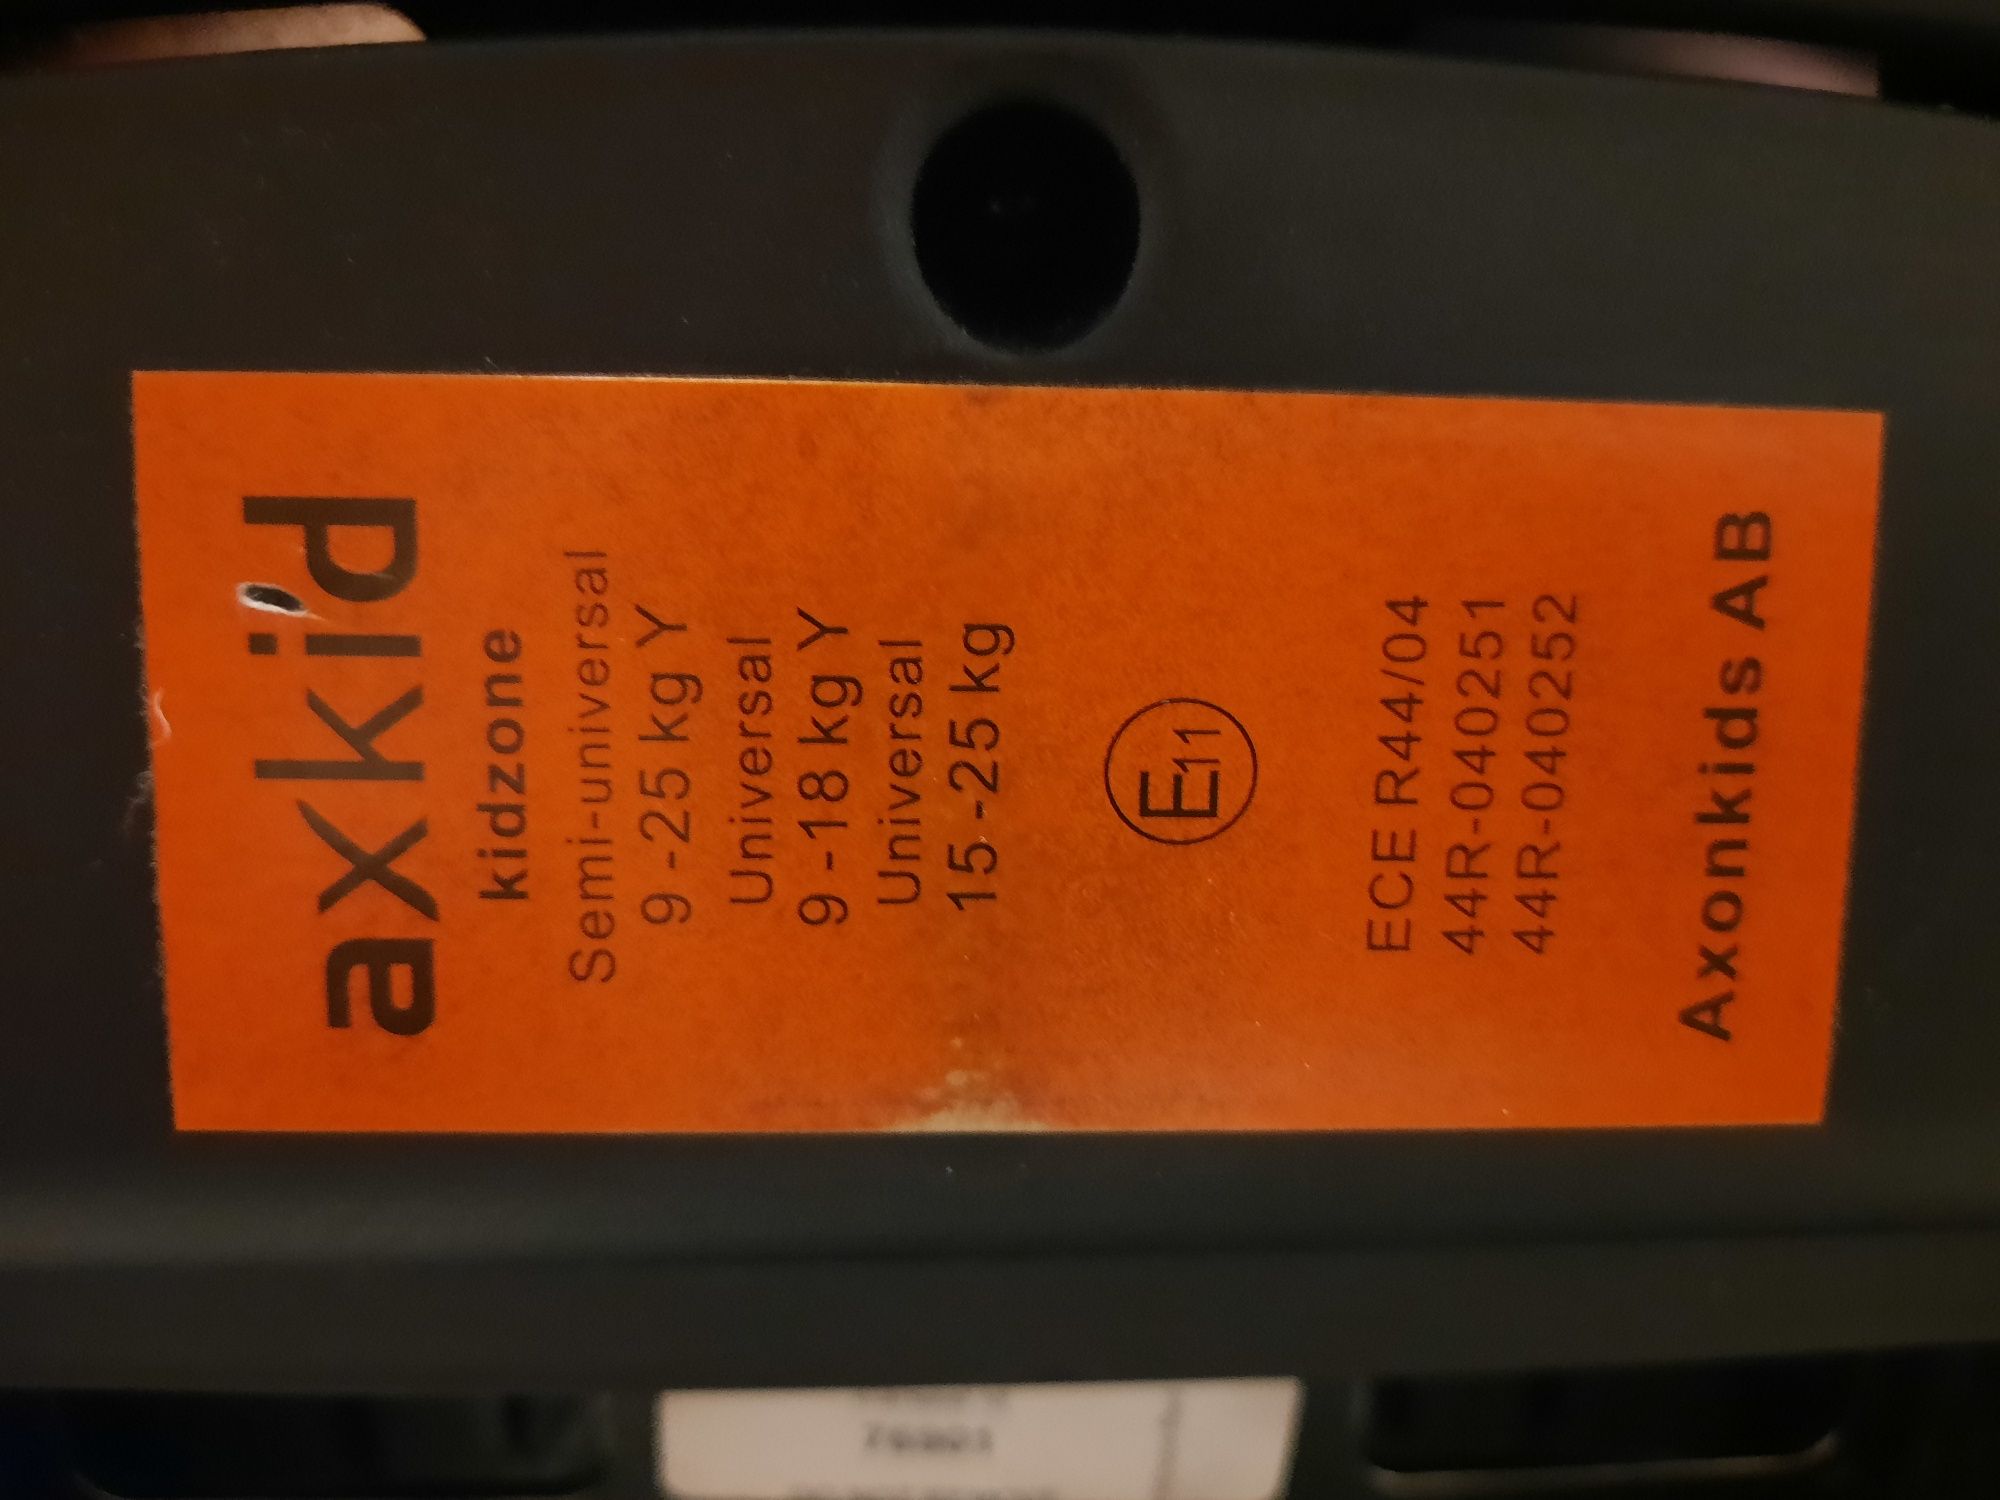 axkid
kidzone
Semi-universal
9-25 kg Y
Universal
9-18 kg Y
Universal
15-25 kg
E11
ECE R44/04
44R-040251
44R-040252
Axonkids AB